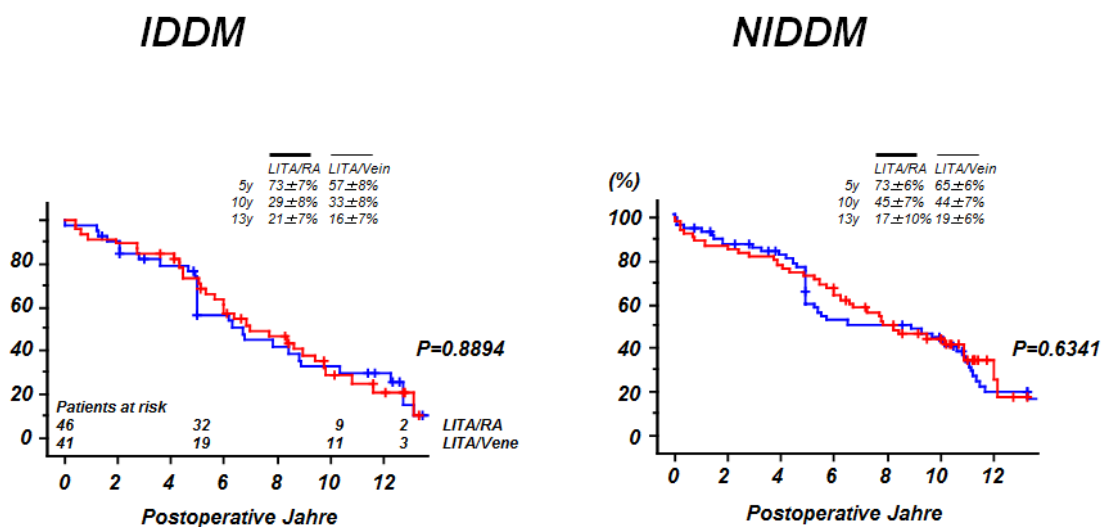 IDDM
LITA/RA LITA/Vein
5y 73±7% 57±8%
10y 29±8% 33±8%
13y 21±7% 16±7%
80
60
40
P=0.8894
20
Patients at risk
46 32 9 2 LITA/RA
0
41 19 11 3 LITA/Vene
0 2 4 6 8 10 12
Postoperative Jahre
NIDDM
LITA/RA LITA/Vein
(%)
5y 73±6% 65±6%
10y 45±7% 44±7%
13y 17±10% 19±6%
100
80
60
40
P=0.6341
20
0
0 2 4 6 8 10 12
Postoperative Jahre